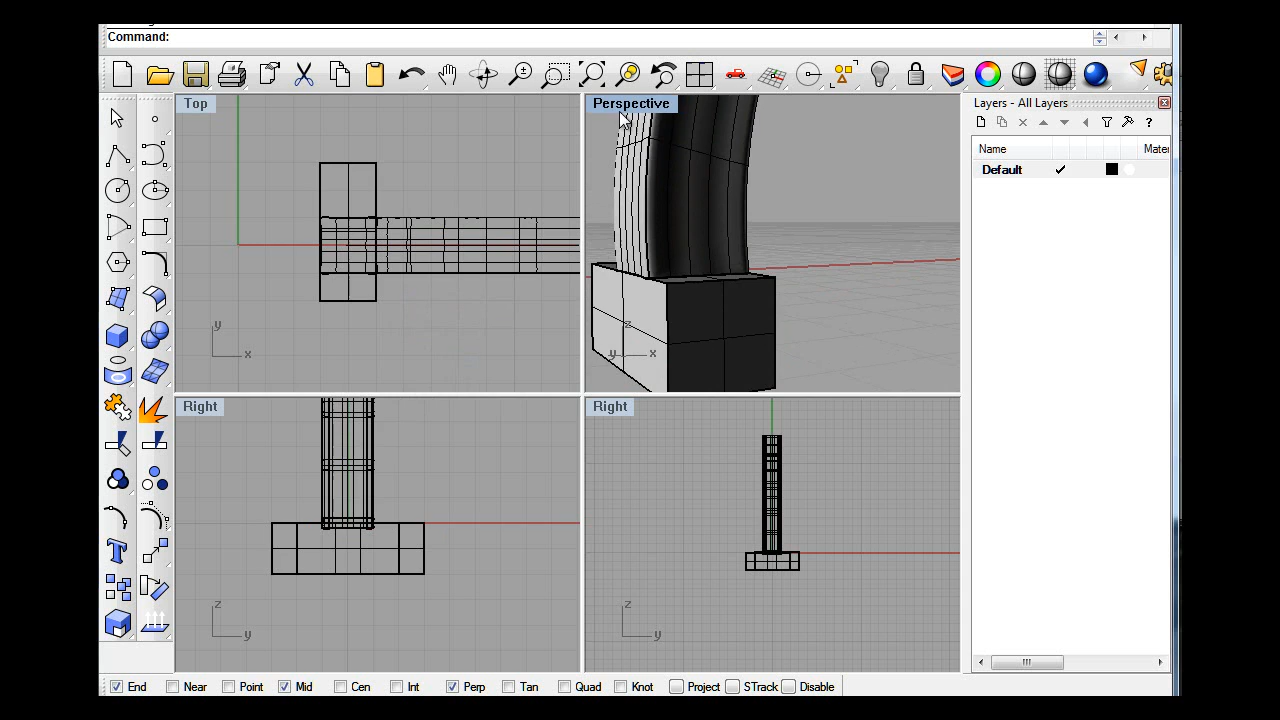 Command:
Top
Perspective
Layers - All Layers
?
Name
Mater
Default
y
x
z
y
x
Right
Right
T
z
y
z
y
End
Near
Point
Mid
Cen
Int
Perp
Tan
Quad
Knot
Project
STrack
Disable